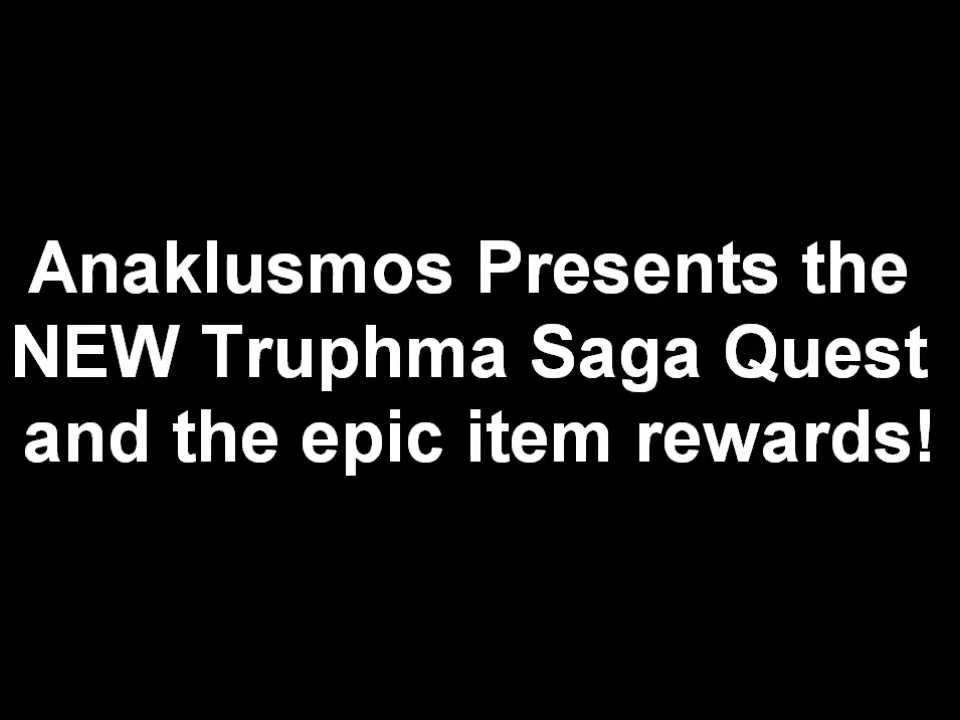 Anaklusmos Presents the
NEW Truphma Saga Quest
and the epic item rewards!